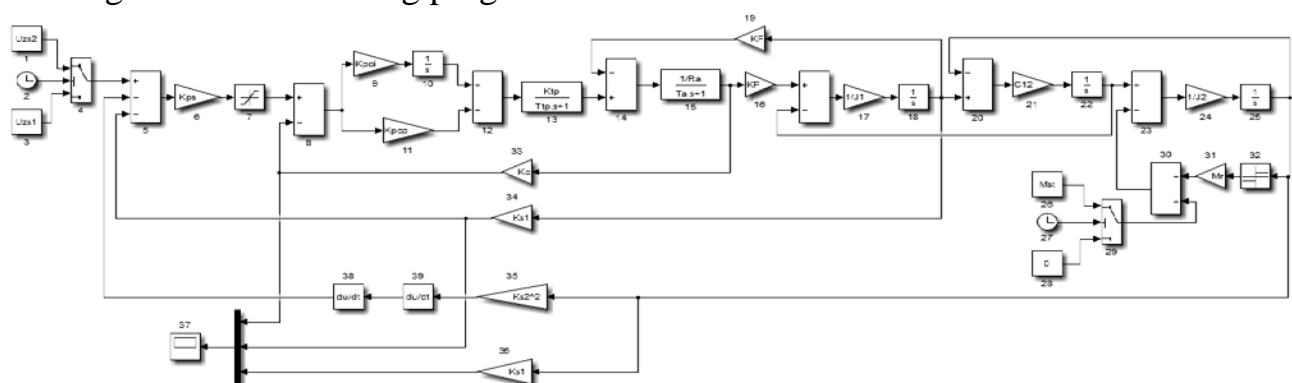 19
Uzs2
KF
1
2
Uzs1
3
4
5
Kps
6
7
8
Kpci
9
1
s
10
Kpcp
11
12
Ktp
Ttp.s+1
13
14
1/Ra
Ta.s+1
15
KF
16
1/J1
17
1
s
18
20
C12
21
1
s
22
23
1/J2
24
1
s
25
33
Kc
34
Ks1
30
31
Mr
32
Mst
26
27
0
28
29
38
du/dt
39
du/dt
35
Ks2^2
37
36
Ks1